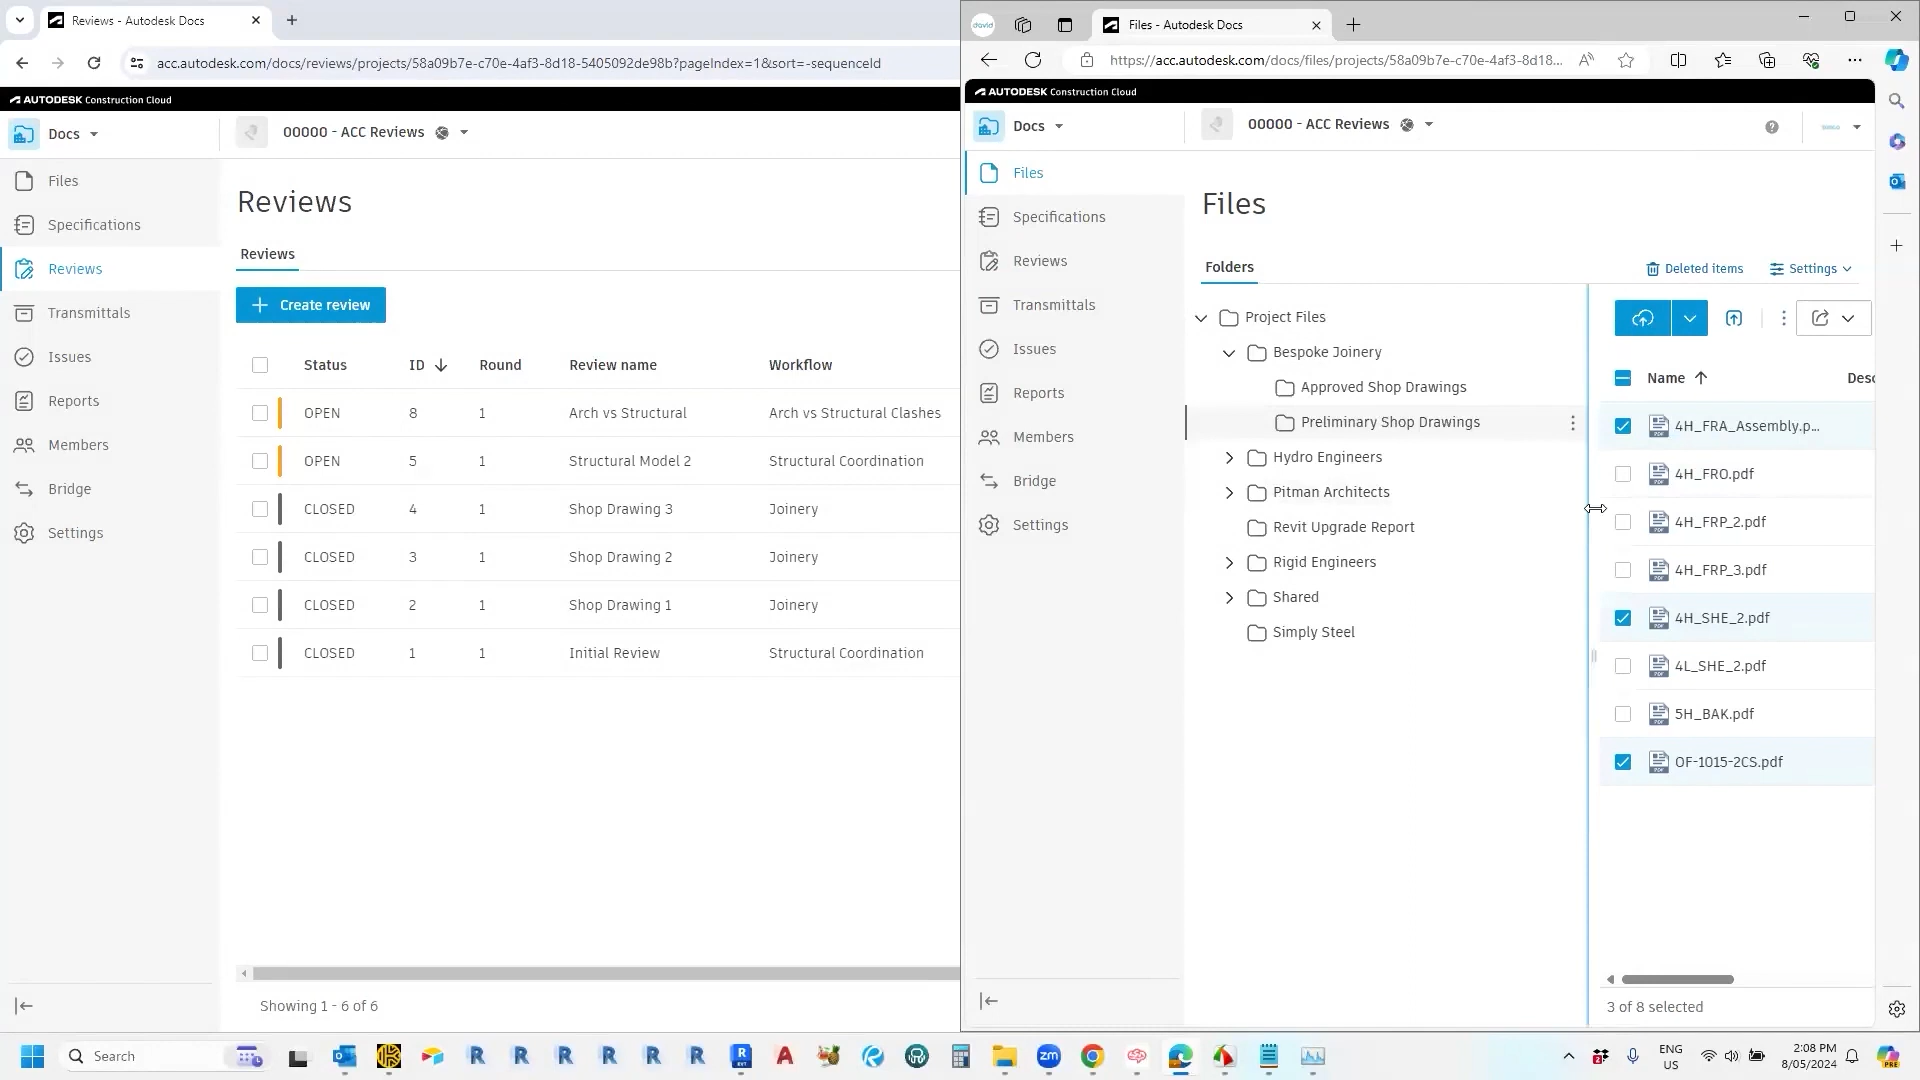 Reviews - Autodesk Docs
acc.autodesk.com/docs/reviews/projects/58a09b7e-c70e-4af3-8d18-5405092de98b?pageIndex=1&sort=-sequenceId
AUTODESK Construction Cloud
Docs
00000 - ACC Reviews
Files
Specifications
Reviews
Transmittals
Issues
Reports
Members
Bridge
Settings
Reviews
Reviews
Create review
Status ID Round Review name Workflow
OPEN 8 1 Arch vs Structural Arch vs Structural Clashes
OPEN 5 1 Structural Model 2 Structural Coordination
CLOSED 4 1 Shop Drawing 3 Joinery
CLOSED 3 1 Shop Drawing 2 Joinery
CLOSED 2 1 Shop Drawing 1 Joinery
CLOSED 1 1 Initial Review Structural Coordination
Showing 1 - 6 of 6
david
Files - Autodesk Docs
https://acc.autodesk.com/docs/files/projects/58a09b7e-c70e-4af3-8d18...
AUTODESK Construction Cloud
Docs
00000 - ACC Reviews
Files
Specifications
Reviews
Transmittals
Issues
Reports
Members
Bridge
Settings
Files
Folders
Deleted items
Settings
Project Files
Bespoke Joinery
Approved Shop Drawings
Preliminary Shop Drawings
Hydro Engineers
Pitman Architects
Revit Upgrade Report
Rigid Engineers
Shared
Simply Steel
Name Desc
4H_FRA_Assembly.p...
4H_FRO.pdf
4H_FRP_2.pdf
4H_FRP_3.pdf
4H_SHE_2.pdf
4L_SHE_2.pdf
5H_BAK.pdf
OF-1015-2CS.pdf
3 of 8 selected
Search
zm
ENG
US
2:08 PM
8/05/2024